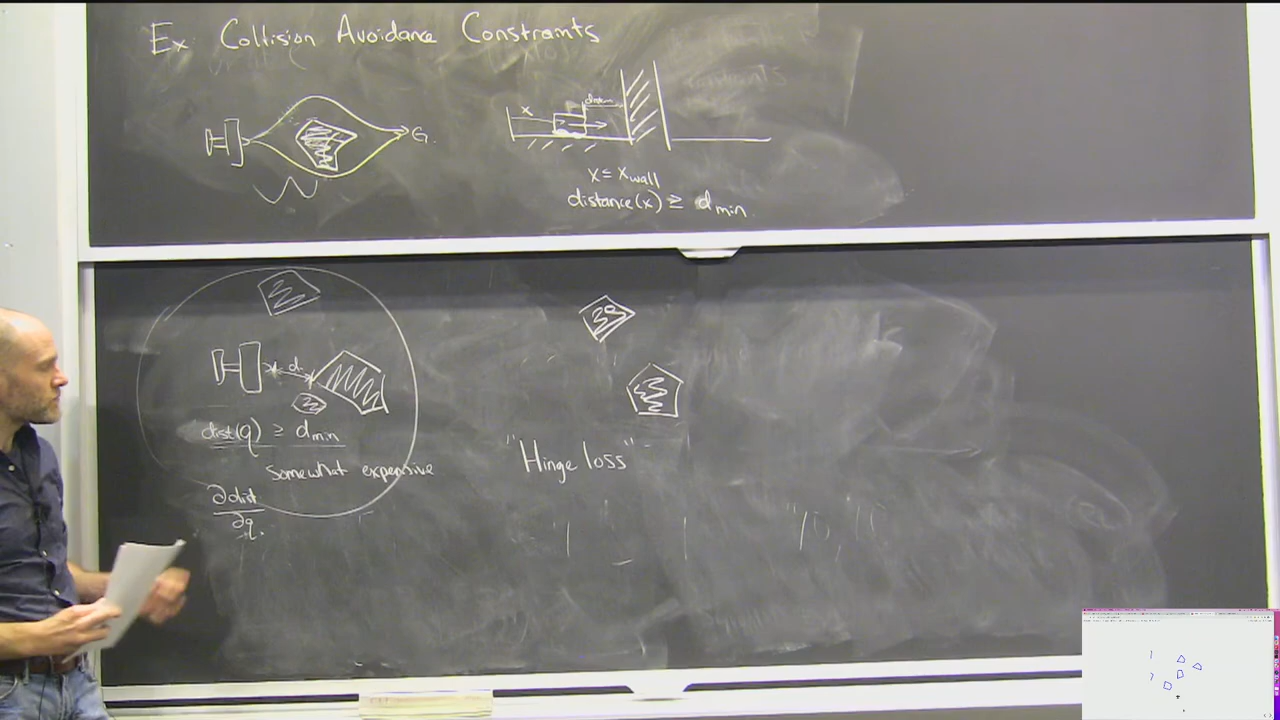 Ex Collision Avoidance Constraints
G.
x
dmin
x ≤ xwall
distance(x) ≥ dmin.
d
dist(q) ≥ dmin
somewhat expensive
∂dist
∂q.
"Hinge loss"